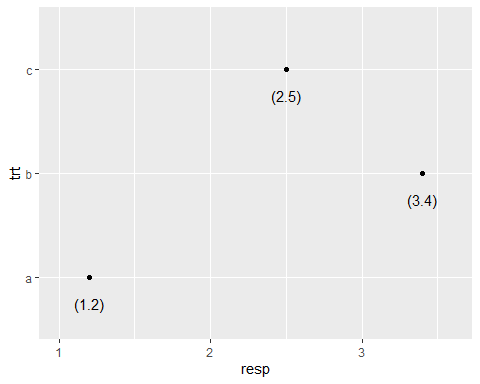 c
(2.5)
trt
b
(3.4)
a
(1.2)
1 2 3
resp